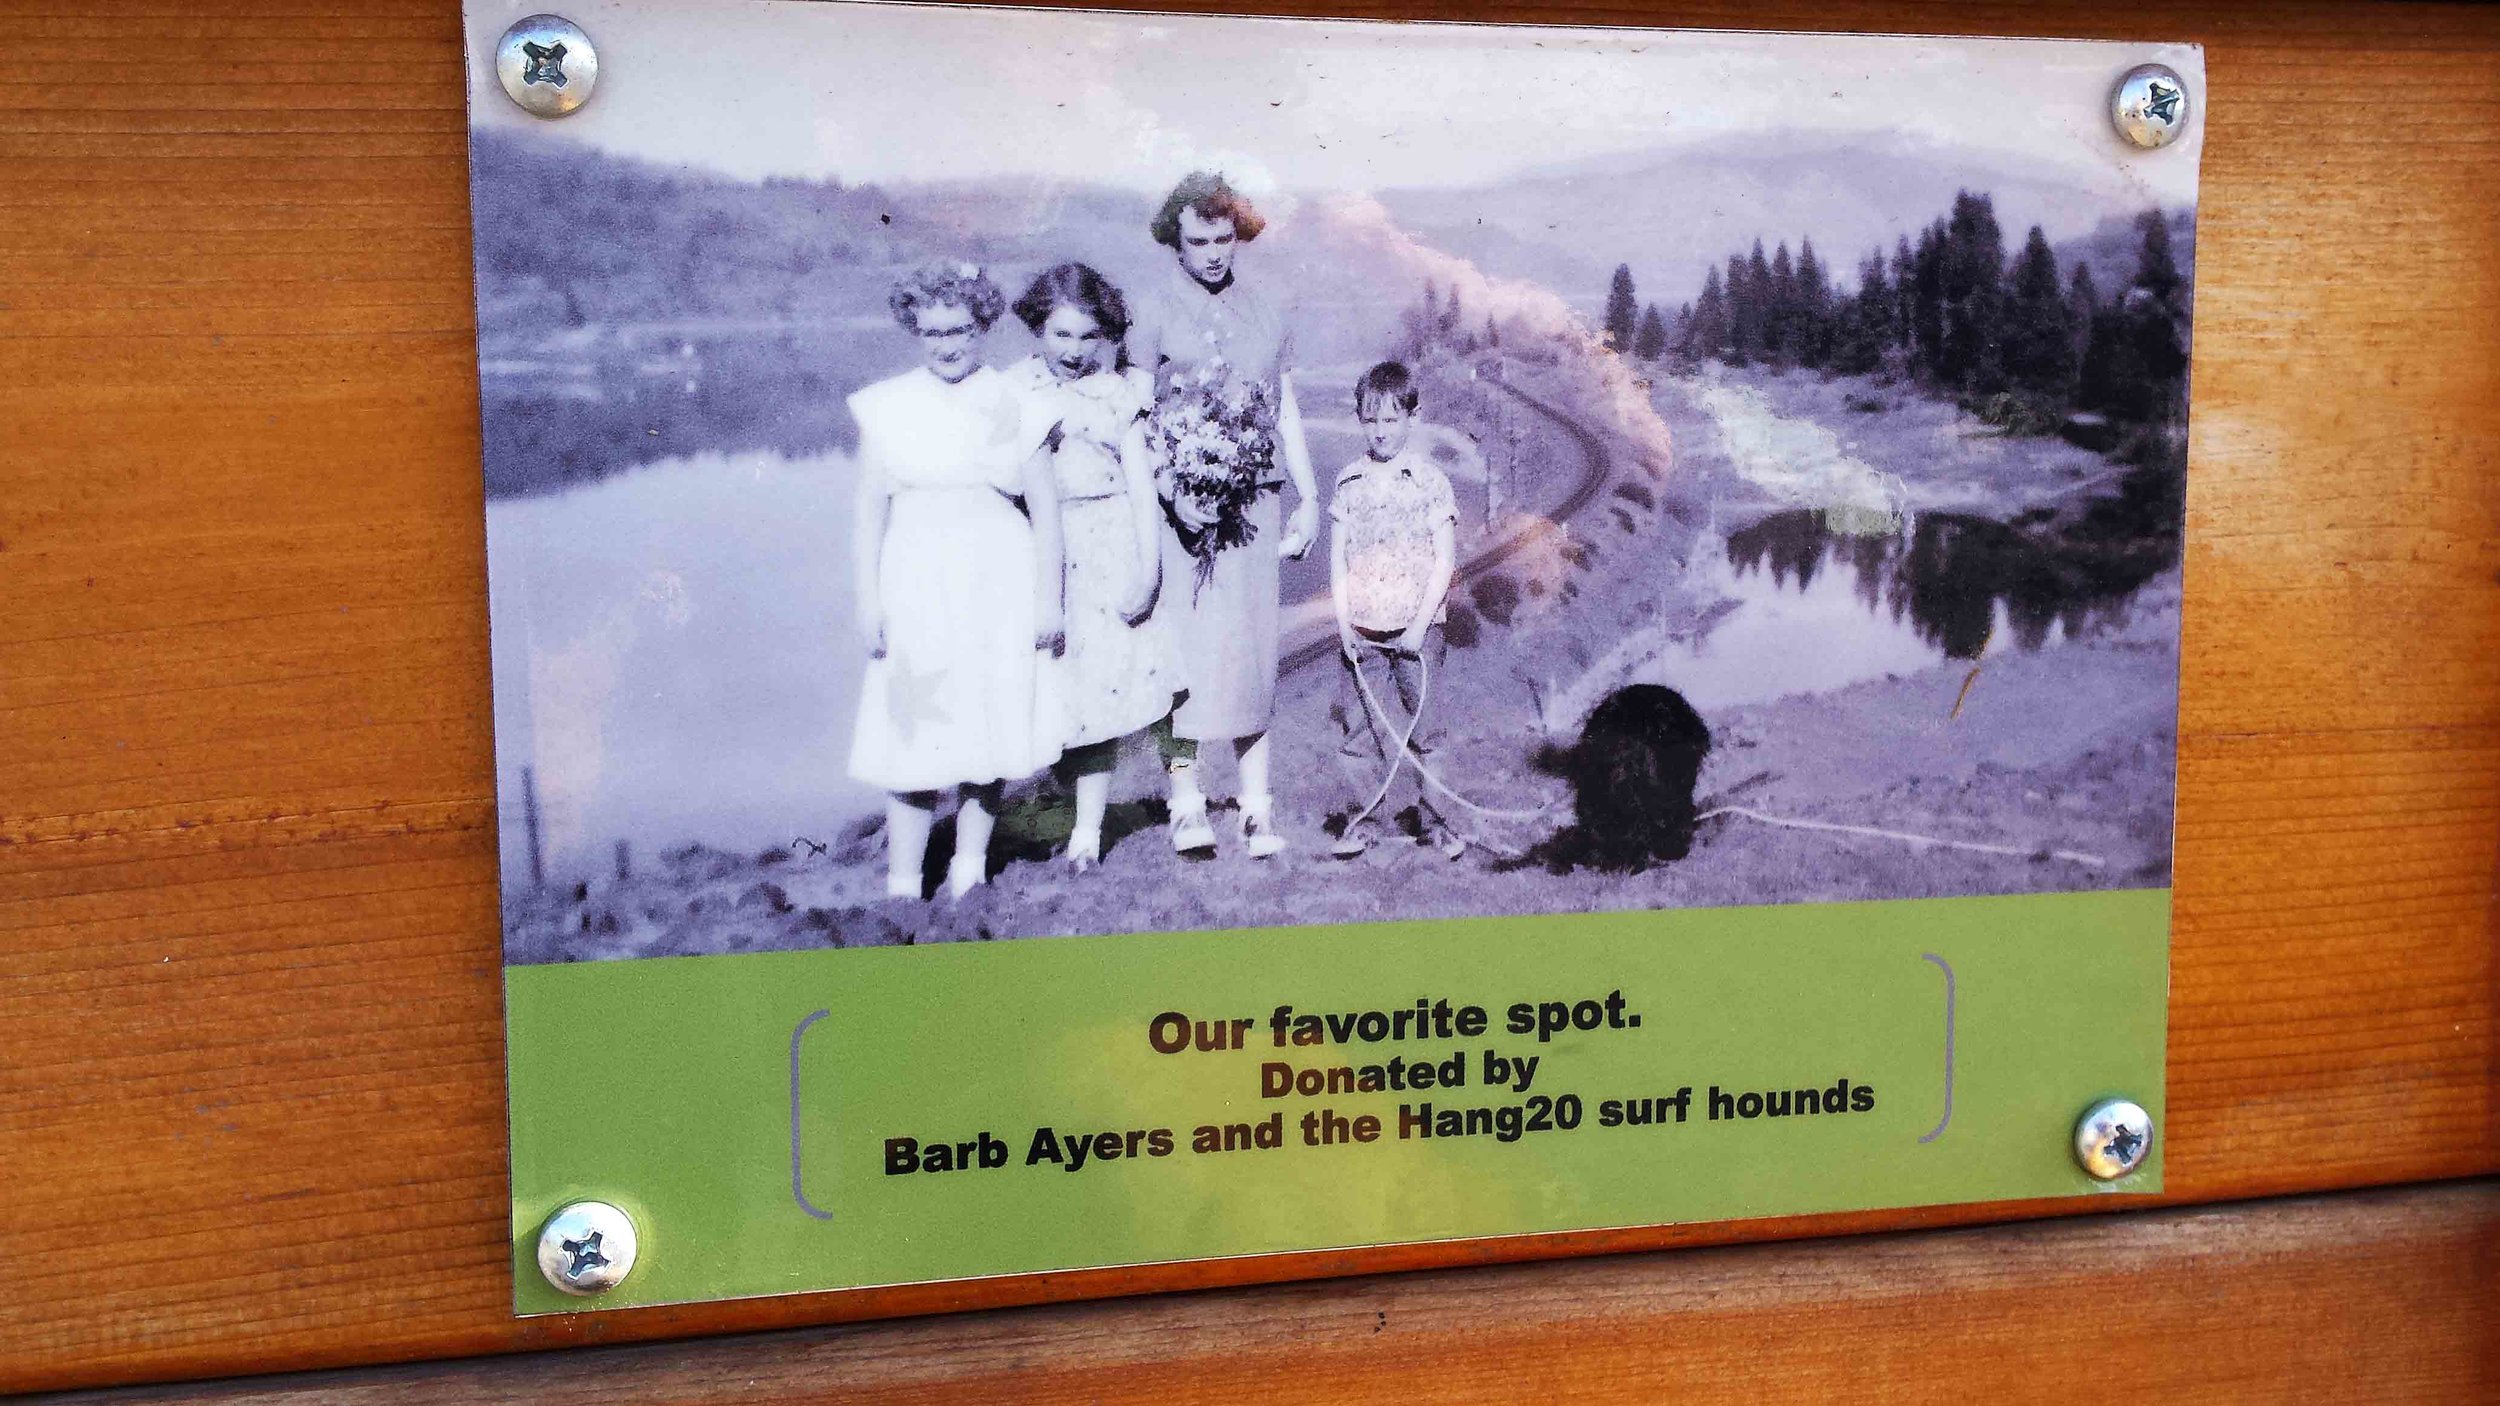 Our favorite spot.
Donated by
Barb Ayers and the Hang20 surf hounds